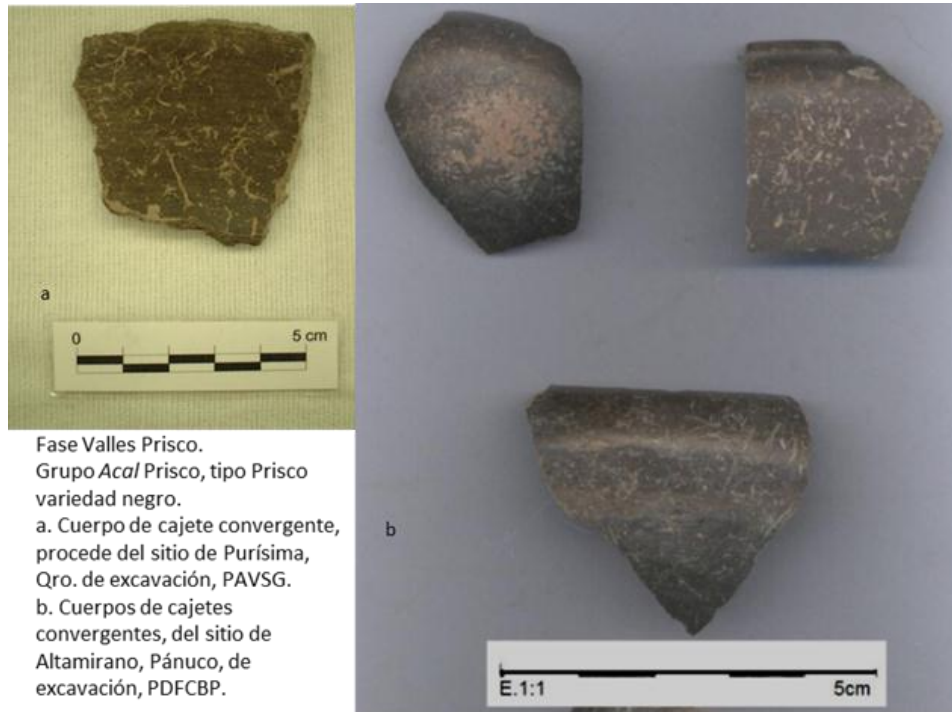 a
0 5 cm
Fase Valles Prisco.
Grupo Acal Prisco, tipo Prisco
variedad negro.
a. Cuerpo de cajete convergente,
procede del sitio de Purísima,
Qro. de excavación, PAVSG.
b. Cuerpos de cajetes
convergentes, del sitio de
Altamirano, Pánuco, de
excavación, PDFCBP.
b
E.1:1 5cm